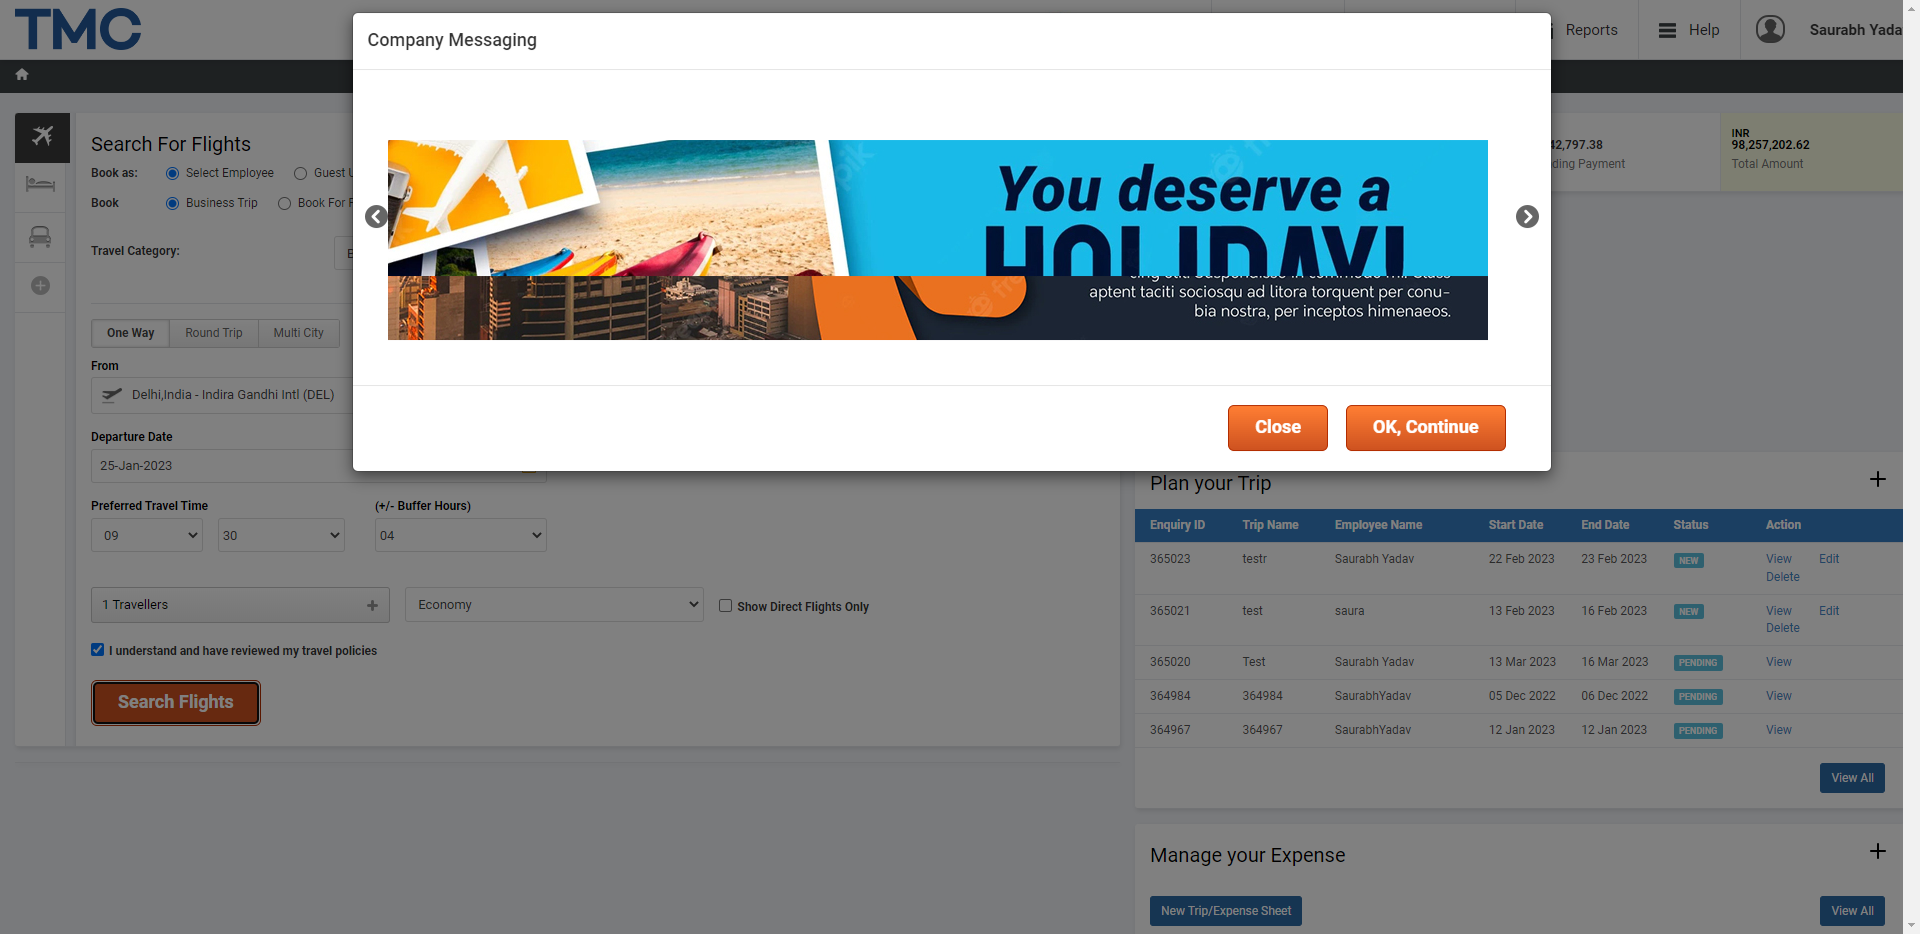 TMC
Reports
Help
Saurabh Yada
Company Messaging
You deserve a
HOLIDAY!
aptent taciti sociosqu ad litora torquent per conu-
bia nostra, per inceptos himenaeos.
Close
OK, Continue
Search For Flights
Book as:
Select Employee
Guest U
Book
Business Trip
Book For F
Travel Category:
One Way
Round Trip
Multi City
From
Delhi,India - Indira Gandhi Intl (DEL)
Departure Date
25-Jan-2023
Preferred Travel Time
(+/- Buffer Hours)
09
30
04
1 Travellers
Economy
Show Direct Flights Only
I understand and have reviewed my travel policies
Search Flights
2,797.38
ding Payment
INR
98,257,202.62
Total Amount
Plan your Trip
Enquiry ID Trip Name Employee Name Start Date End Date Status Action
365023 testr Saurabh Yadav 22 Feb 2023 23 Feb 2023 NEW View Edit
Delete
365021 test saura 13 Feb 2023 16 Feb 2023 NEW View Edit
Delete
365020 Test Saurabh Yadav 13 Mar 2023 16 Mar 2023 PENDING View
364984 364984 SaurabhYadav 05 Dec 2022 06 Dec 2022 PENDING View
364967 364967 SaurabhYadav 12 Jan 2023 12 Jan 2023 PENDING View
View All
Manage your Expense
New Trip/Expense Sheet
View All